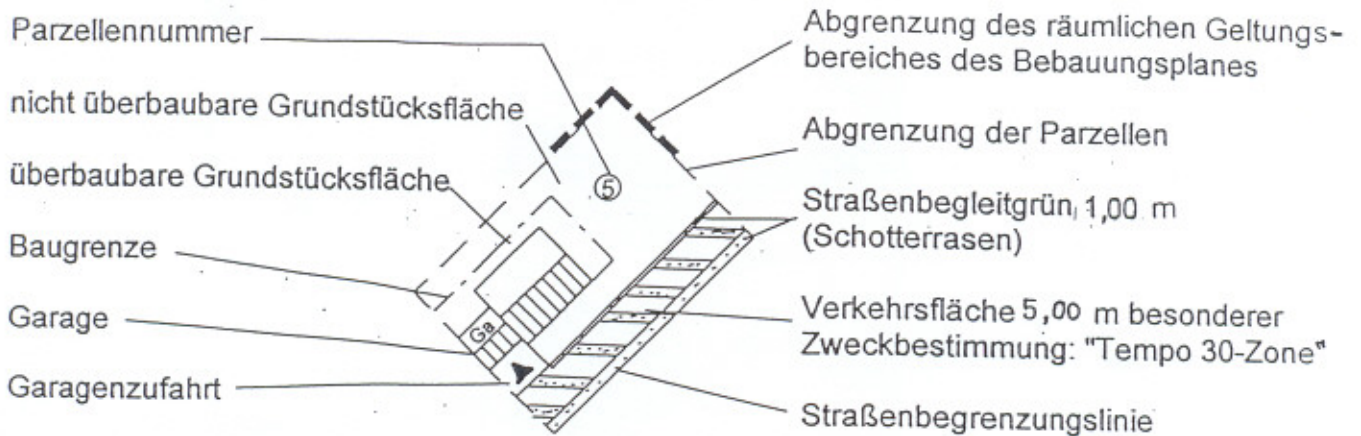 Parzellennummer
nicht überbaubare Grundstücksfläche
überbaubare Grundstücksfläche
Baugrenze
Garage
Garagenzufahrt
5
Ga
Abgrenzung des räumlichen Geltungs-
bereiches des Bebauungsplanes
Abgrenzung der Parzellen
Straßenbegleitgrün, 1,00 m
(Schotterrasen)
Verkehrsfläche 5,00 m besonderer
Zweckbestimmung: "Tempo 30-Zone"
Straßenbegrenzungslinie